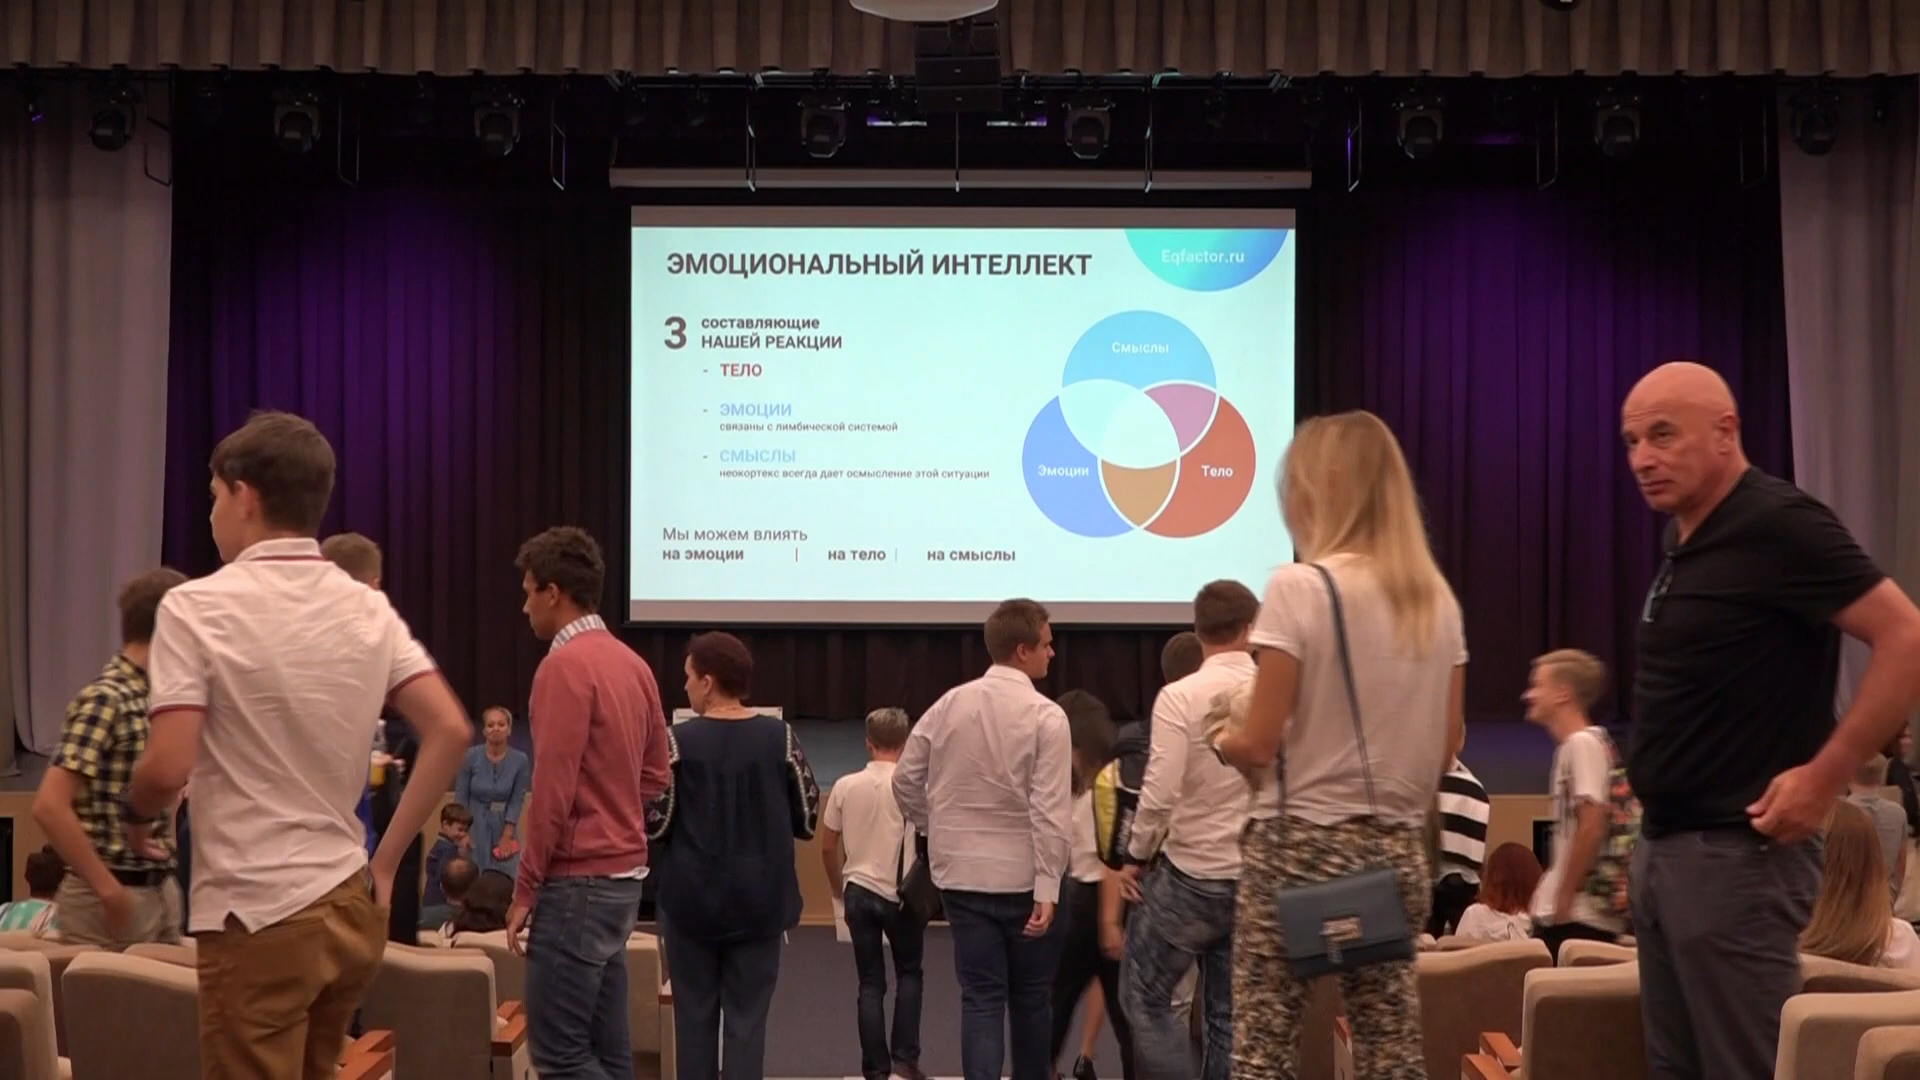 ЭМОЦИОНАЛЬНЫЙ ИНТЕЛЛЕКТ
Eqfactor.ru
3 составляющие
НАШЕЙ РЕАКЦИИ
- ТЕЛО
- ЭМОЦИИ
связаны с лимбической системой
- СМЫСЛЫ
неокортекс всегда дает осмысление этой ситуации
Смыслы
Эмоции
Тело
Мы можем влиять
на эмоции | на тело | на смыслы